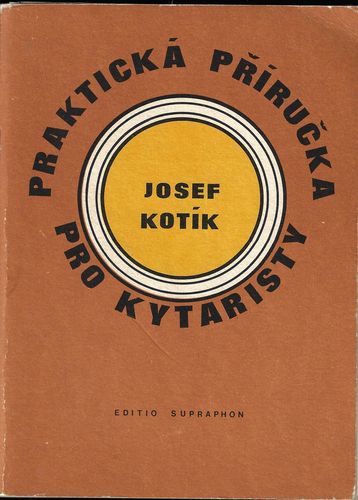 PRAKTICKÁ PŘÍRUČKA
JOSEF
KOTÍK
PRO KYTARISTY
EDITIO SUPRAPHON